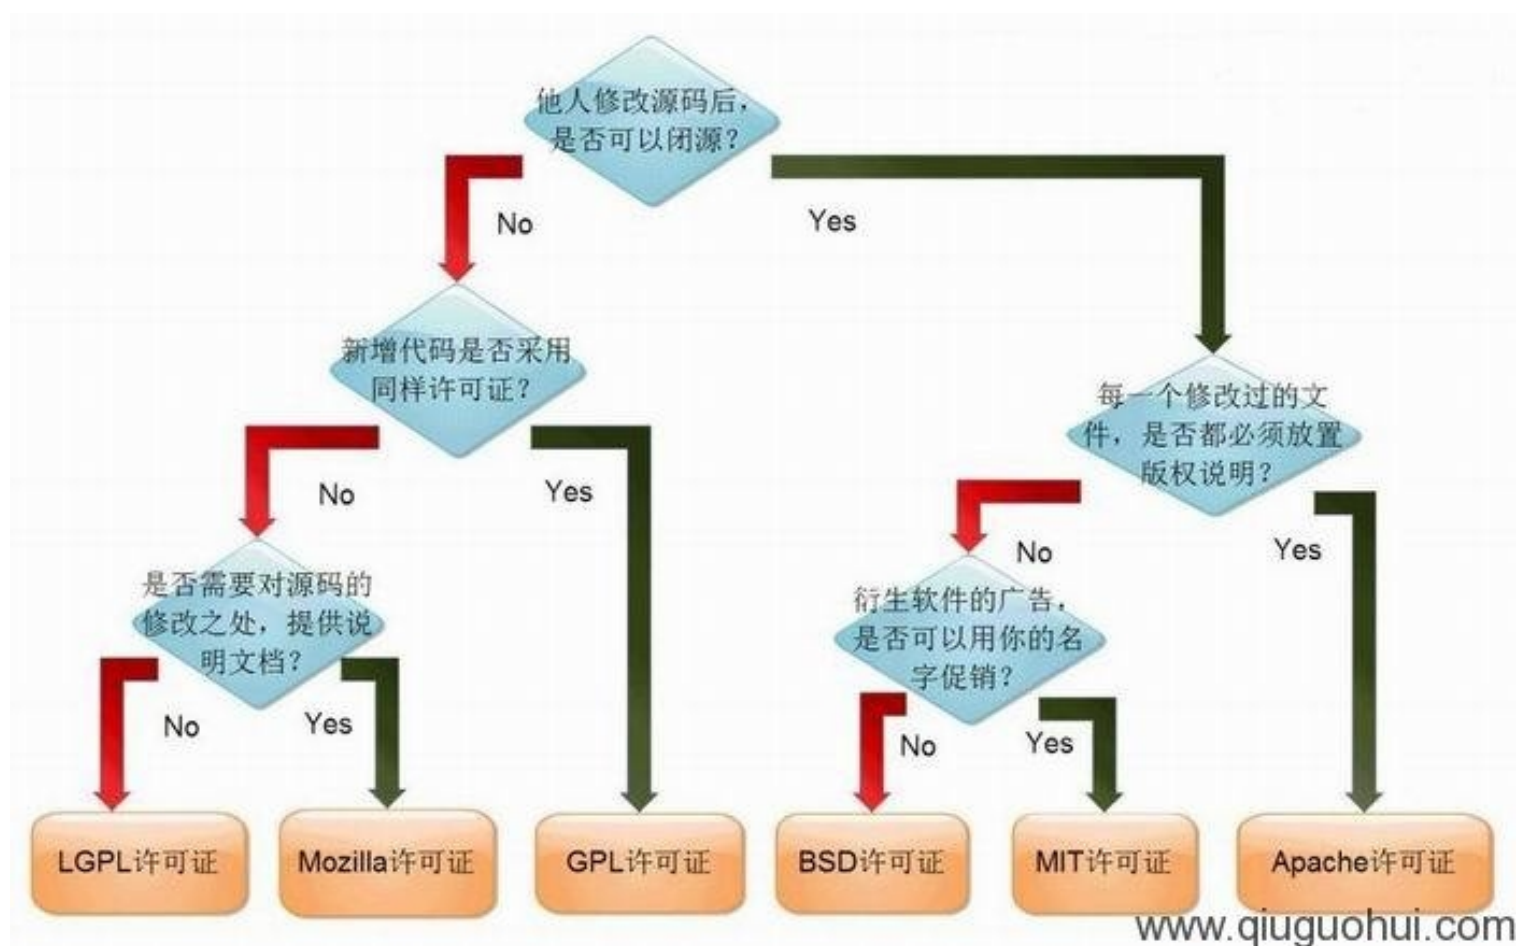 他人修改源码后，
是否可以闭源？
No
Yes
新增代码是否采用
同样许可证？
每一个修改过的文
件，是否都必须放置
版权说明？
No
Yes
No
Yes
是否需要对源码的
修改之处，提供说
明文档？
衍生软件的广告，
是否可以用你的名
字促销？
No
Yes
No
Yes
LGPL许可证
Mozilla许可证
GPL许可证
BSD许可证
MIT许可证
Apache许可证
www.qiuguohui.com